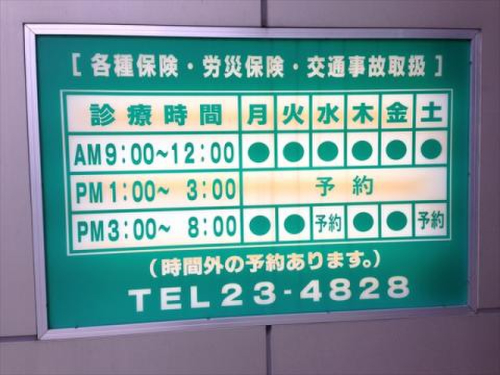 [各種保険・労災保険・交通事故取扱]
診療時間 月 火 水 木 金 土
AM9:00~12:00 ● ● ● ● ● ●
PM1:00~ 3:00 予約
PM3:00~ 8:00 ● ● 予約 ● ● 予約
(時間外の予約あります。)
TEL23-4828